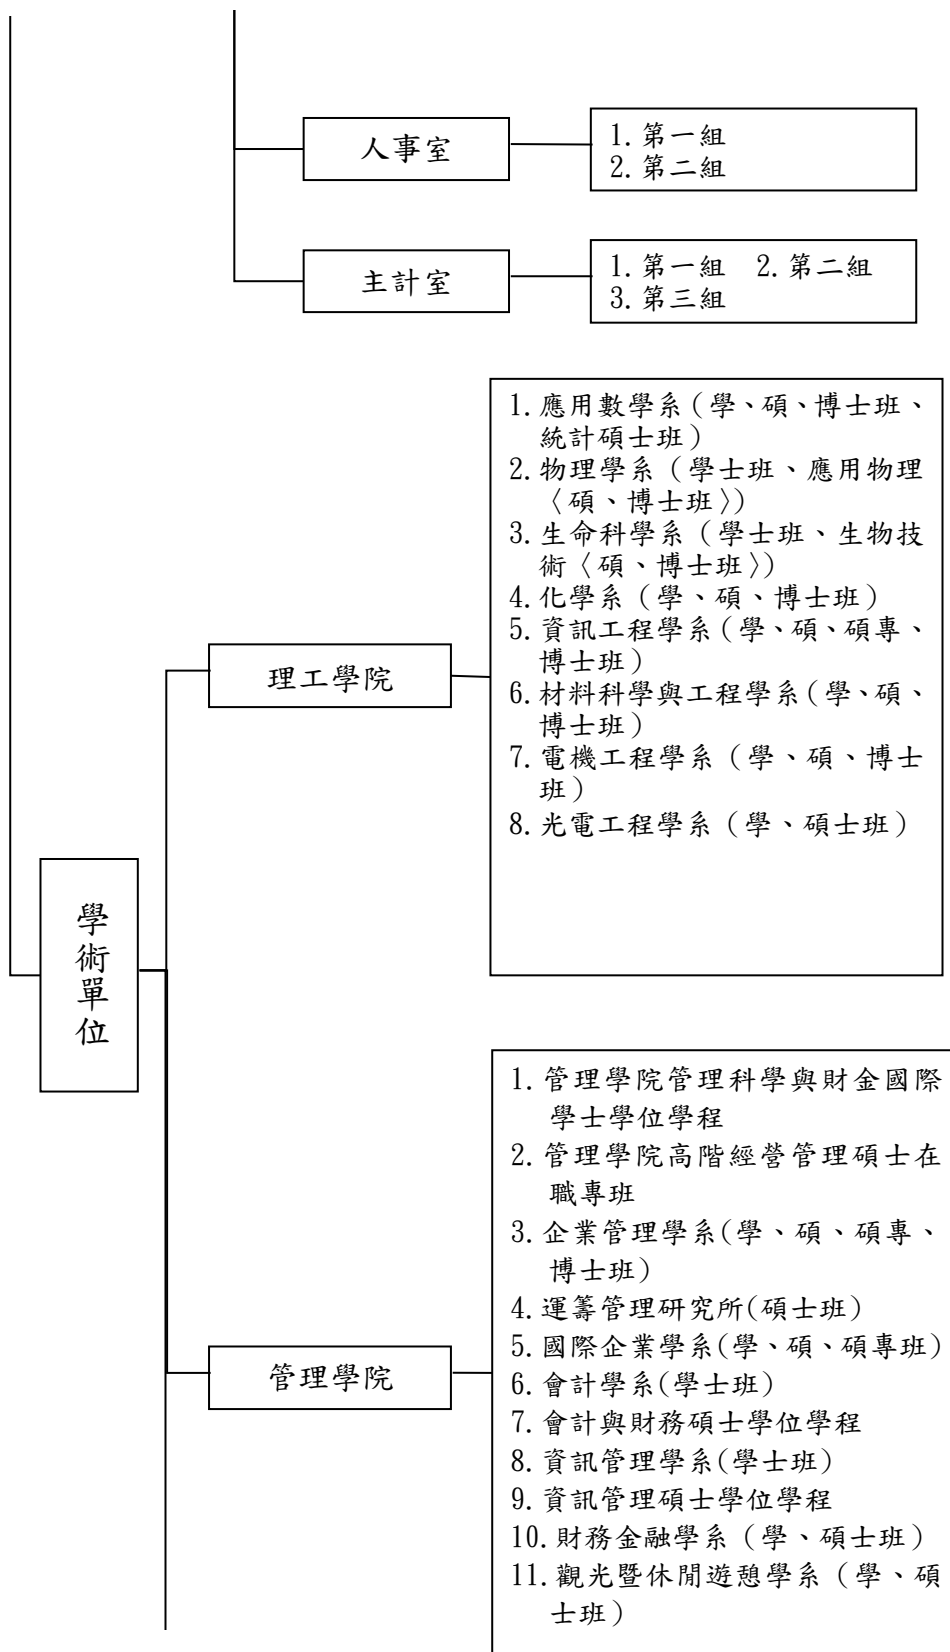 人事室
1.第一組
2.第二組
主計室
1.第一組 2.第二組
3.第三組
學術單位
理工學院
1.應用數學系（學、碩、博士班、
統計碩士班）
2.物理學系（學士班、應用物理
〈碩、博士班〉）
3.生命科學系（學士班、生物技
術〈碩、博士班〉）
4.化學系（學、碩、博士班）
5.資訊工程學系（學、碩、碩專、
博士班）
6.材料科學與工程學系（學、碩、
博士班）
7.電機工程學系（學、碩、博士
班）
8.光電工程學系（學、碩士班）
管理學院
1.管理學院管理科學與財金國際
學士學位學程
2.管理學院高階經營管理碩士在
職專班
3.企業管理學系(學、碩、碩專、
博士班)
4.運籌管理研究所(碩士班)
5.國際企業學系(學、碩、碩專班)
6.會計學系(學士班)
7.會計與財務碩士學位學程
8.資訊管理學系(學士班)
9.資訊管理碩士學位學程
10.財務金融學系（學、碩士班）
11.觀光暨休閒遊憩學系（學、碩
士班）